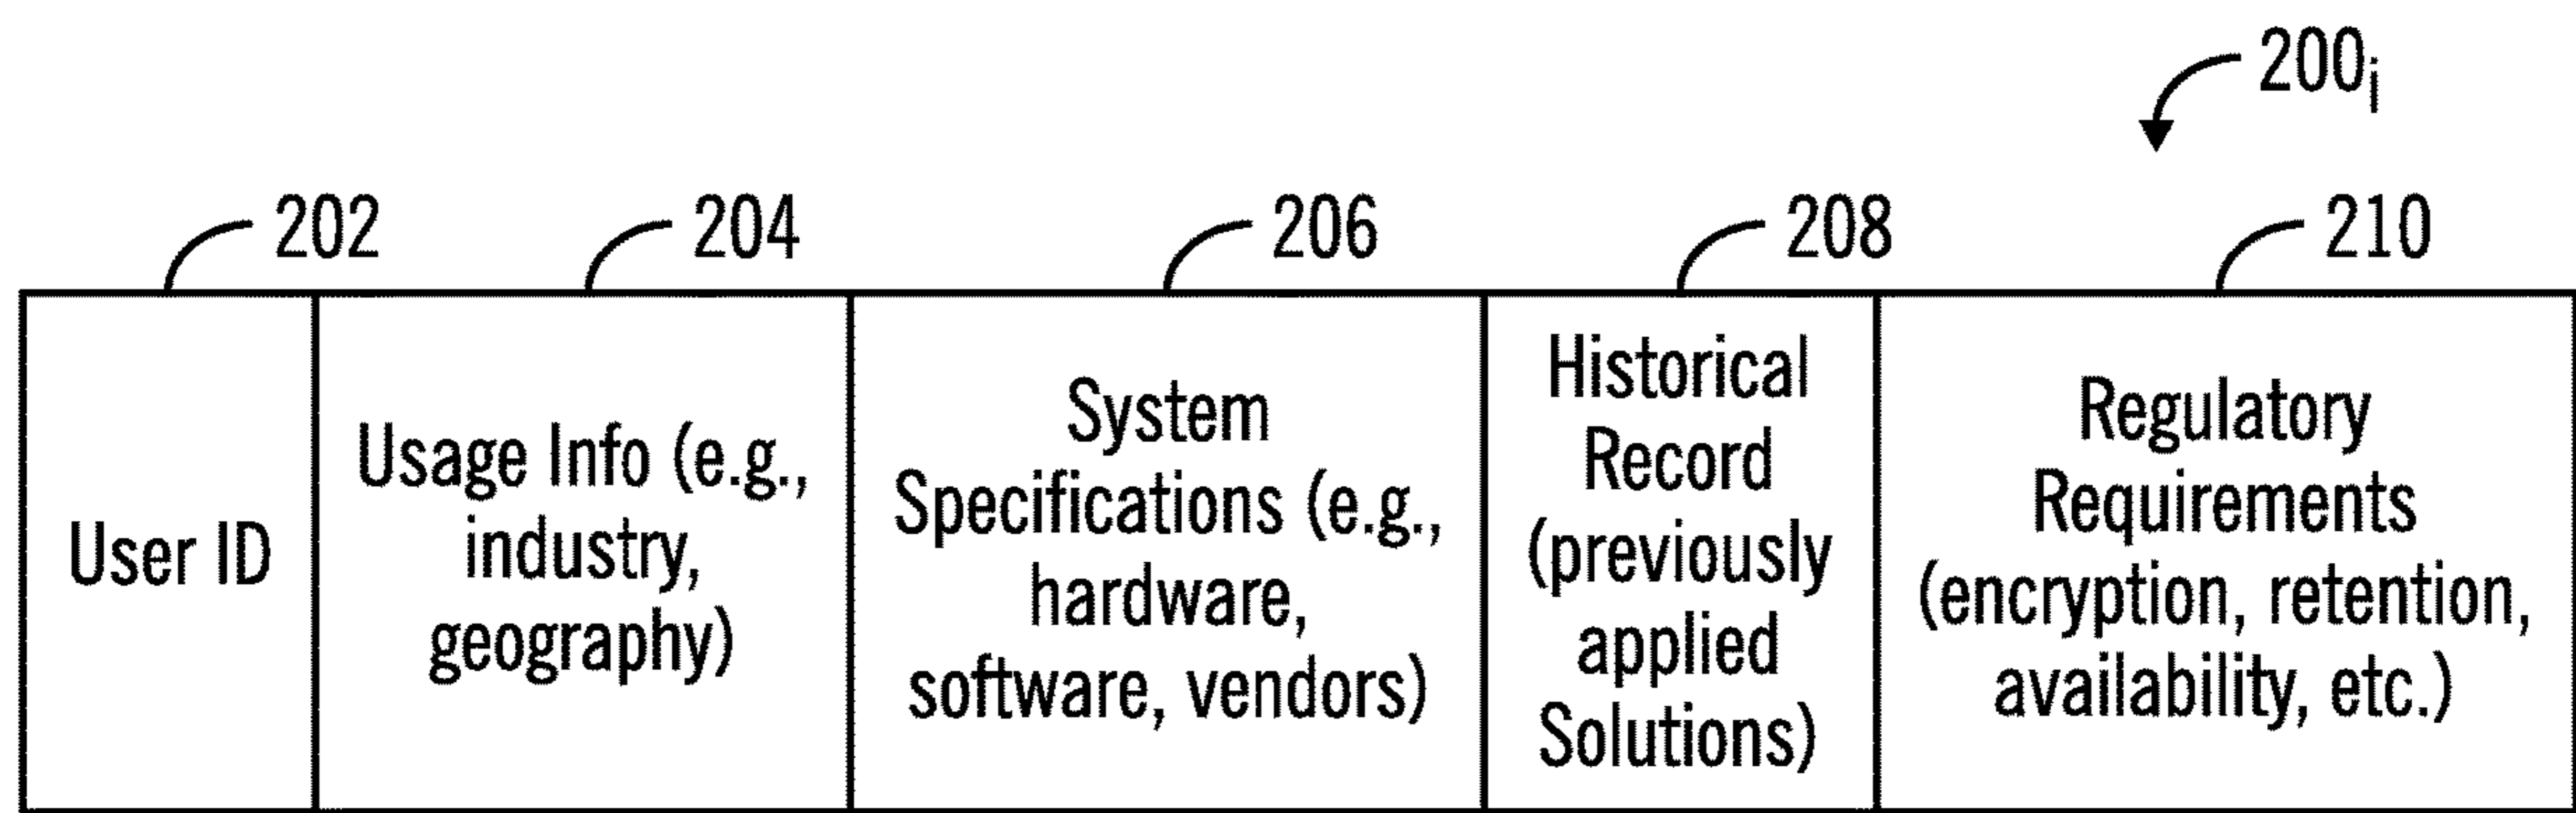 200i
202
204
206
208
210
User ID
Usage Info (e.g.,
industry,
geography)
System
Specifications (e.g.,
hardware,
software, vendors)
Historical
Record
(previously
applied
Solutions)
Regulatory
Requirements
(encryption, retention,
availability, etc.)